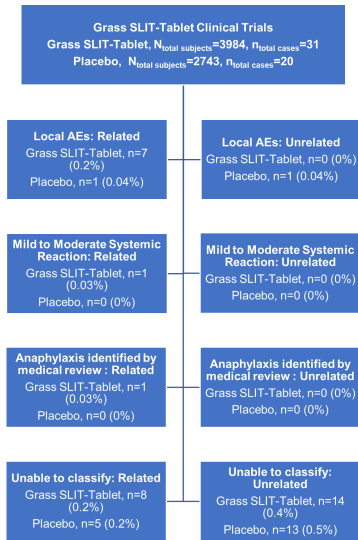 Grass SLIT-Tablet Clinical Trials
Grass SLIT-Tablet, Ntotal subjects=3984, ntotal cases=31
Placebo, Ntotal subjects=2743, ntotal cases=20
Local AEs: Related
Grass SLIT-Tablet, n=7
(0.2%)
Placebo, n=1 (0.04%)
Local AEs: Unrelated
Grass SLIT-Tablet, n=0 (0%)
Placebo, n=1 (0.04%)
Mild to Moderate Systemic
Reaction: Related
Grass SLIT-Tablet, n=1
(0.03%)
Placebo, n=0 (0%)
Mild to Moderate Systemic
Reaction: Unrelated
Grass SLIT-Tablet, n=0 (0%)
Placebo, n=0 (0%)
Anaphylaxis identified by
medical review : Related
Grass SLIT-Tablet, n=1
(0.03%)
Placebo, n=0 (0%)
Anaphylaxis identified by
medical review : Unrelated
Grass SLIT-Tablet, n=0 (0%)
Placebo, n=0 (0%)
Unable to classify: Related
Grass SLIT-Tablet, n=8
(0.2%)
Placebo, n=5 (0.2%)
Unable to classify:
Unrelated
Grass SLIT-Tablet, n=14
(0.4%)
Placebo, n=13 (0.5%)